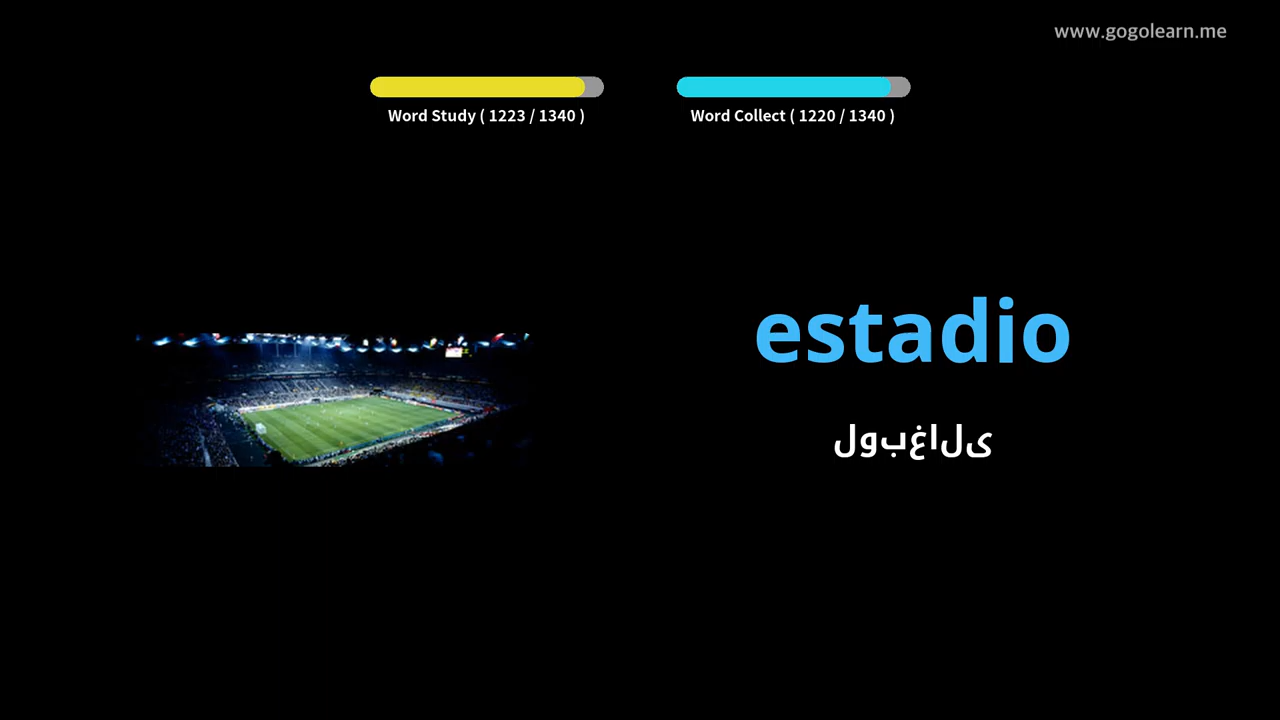 www.gogolearn.me
Word Study ( 1223 / 1340 )
Word Collect ( 1220 / 1340 )
estadio
لوبغالی